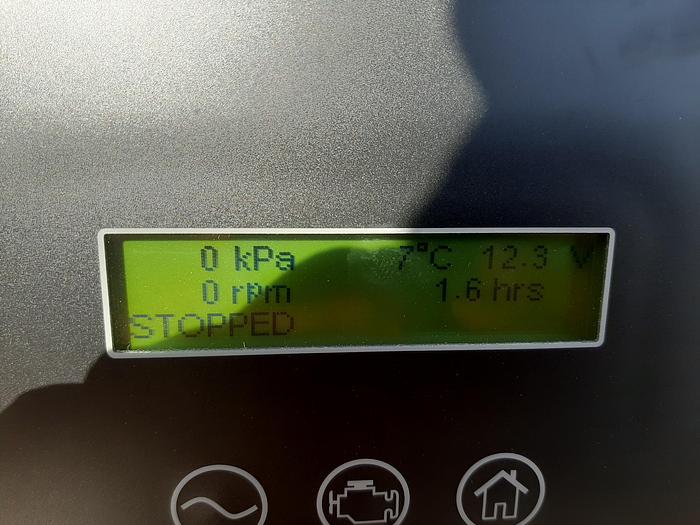 0 kPa 7°C 12.3 V
0 rpm 1.6 hrs
STOPPED